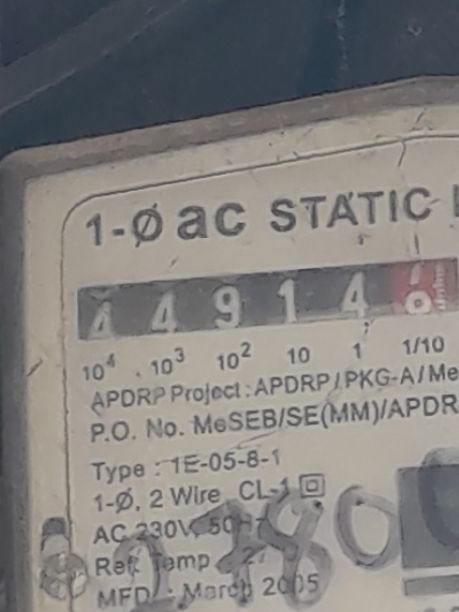 1-Ø ac STATIC
4 4 9 1 4
10⁴ 10³ 10² 10 1 1/10
APDRP Project : APDRP/PKG-A/Me
P.O. No. MeSEB/SE(MM)/APDR
Type : 1E-05-8-1
1-Ø, 2 Wire CL-1
AC 230V, 50Hz
Ref. Temp 2
MFD : March 2005